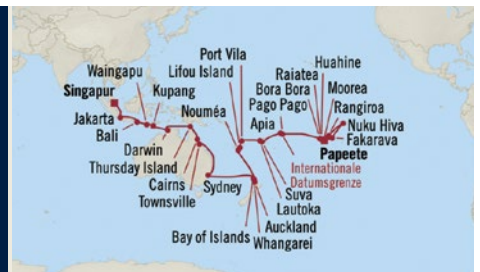 Port Vila
Huahine
Waingapu
Lifou Island
Raiatea
Moorea
Singapur
Kupang
Bora Bora
Rangiroa
Nouméa
Pago Pago
Nuku Hiva
Jakarta
Apia
Fakarava
Bali
Papeete
Darwin
Internationale
Datumsgrenze
Thursday Island
Suva
Cairns
Sydney
Lautoka
Townsville
Auckland
Bay of Islands
Whangarei